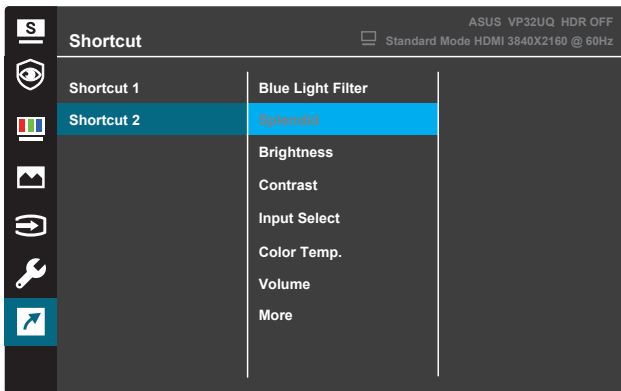 S
ASUS VP32UQ HDR OFF
Shortcut
Standard Mode HDMI 3840X2160 @ 60Hz
Shortcut 1
Blue Light Filter
Shortcut 2
Splendid
Brightness
Contrast
Input Select
Color Temp.
Volume
More